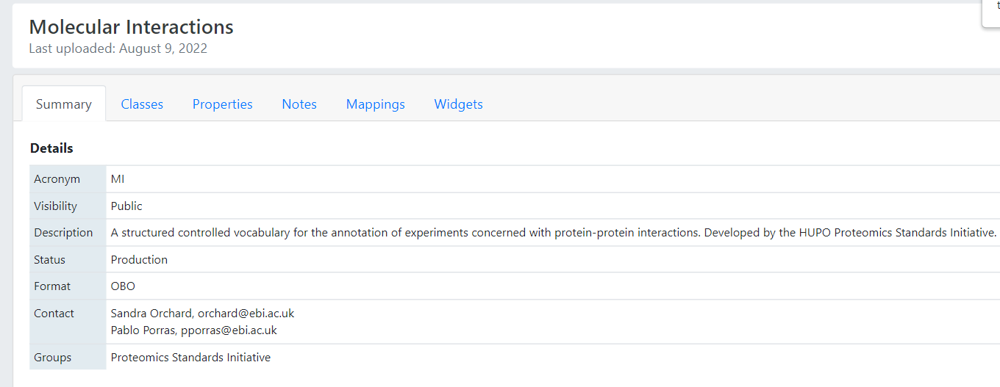 Molecular Interactions
Last uploaded: August 9, 2022
Summary Classes Properties Notes Mappings Widgets
Details
Acronym MI
Visibility Public
Description A structured controlled vocabulary for the annotation of experiments concerned with protein-protein interactions. Developed by the HUPO Proteomics Standards Initiative.
Status Production
Format OBO
Contact Sandra Orchard, orchard@ebi.ac.uk
Pablo Porras, pporras@ebi.ac.uk
Groups Proteomics Standards Initiative